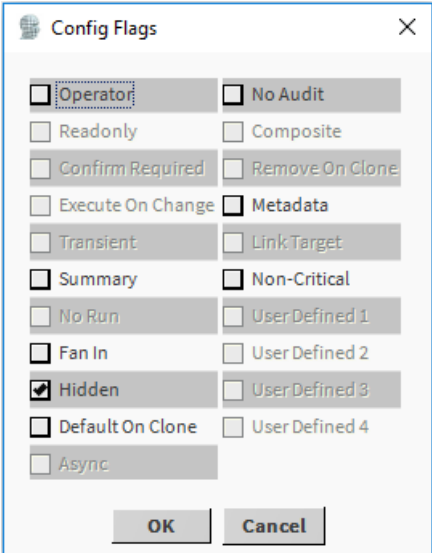 Config Flags
Operator
No Audit
Readonly
Composite
Confirm Required
Remove On Clone
Execute On Change
Metadata
Transient
Link Target
Summary
Non-Critical
No Run
User Defined 1
Fan In
User Defined 2
Hidden
User Defined 3
Default On Clone
User Defined 4
Async
OK
Cancel